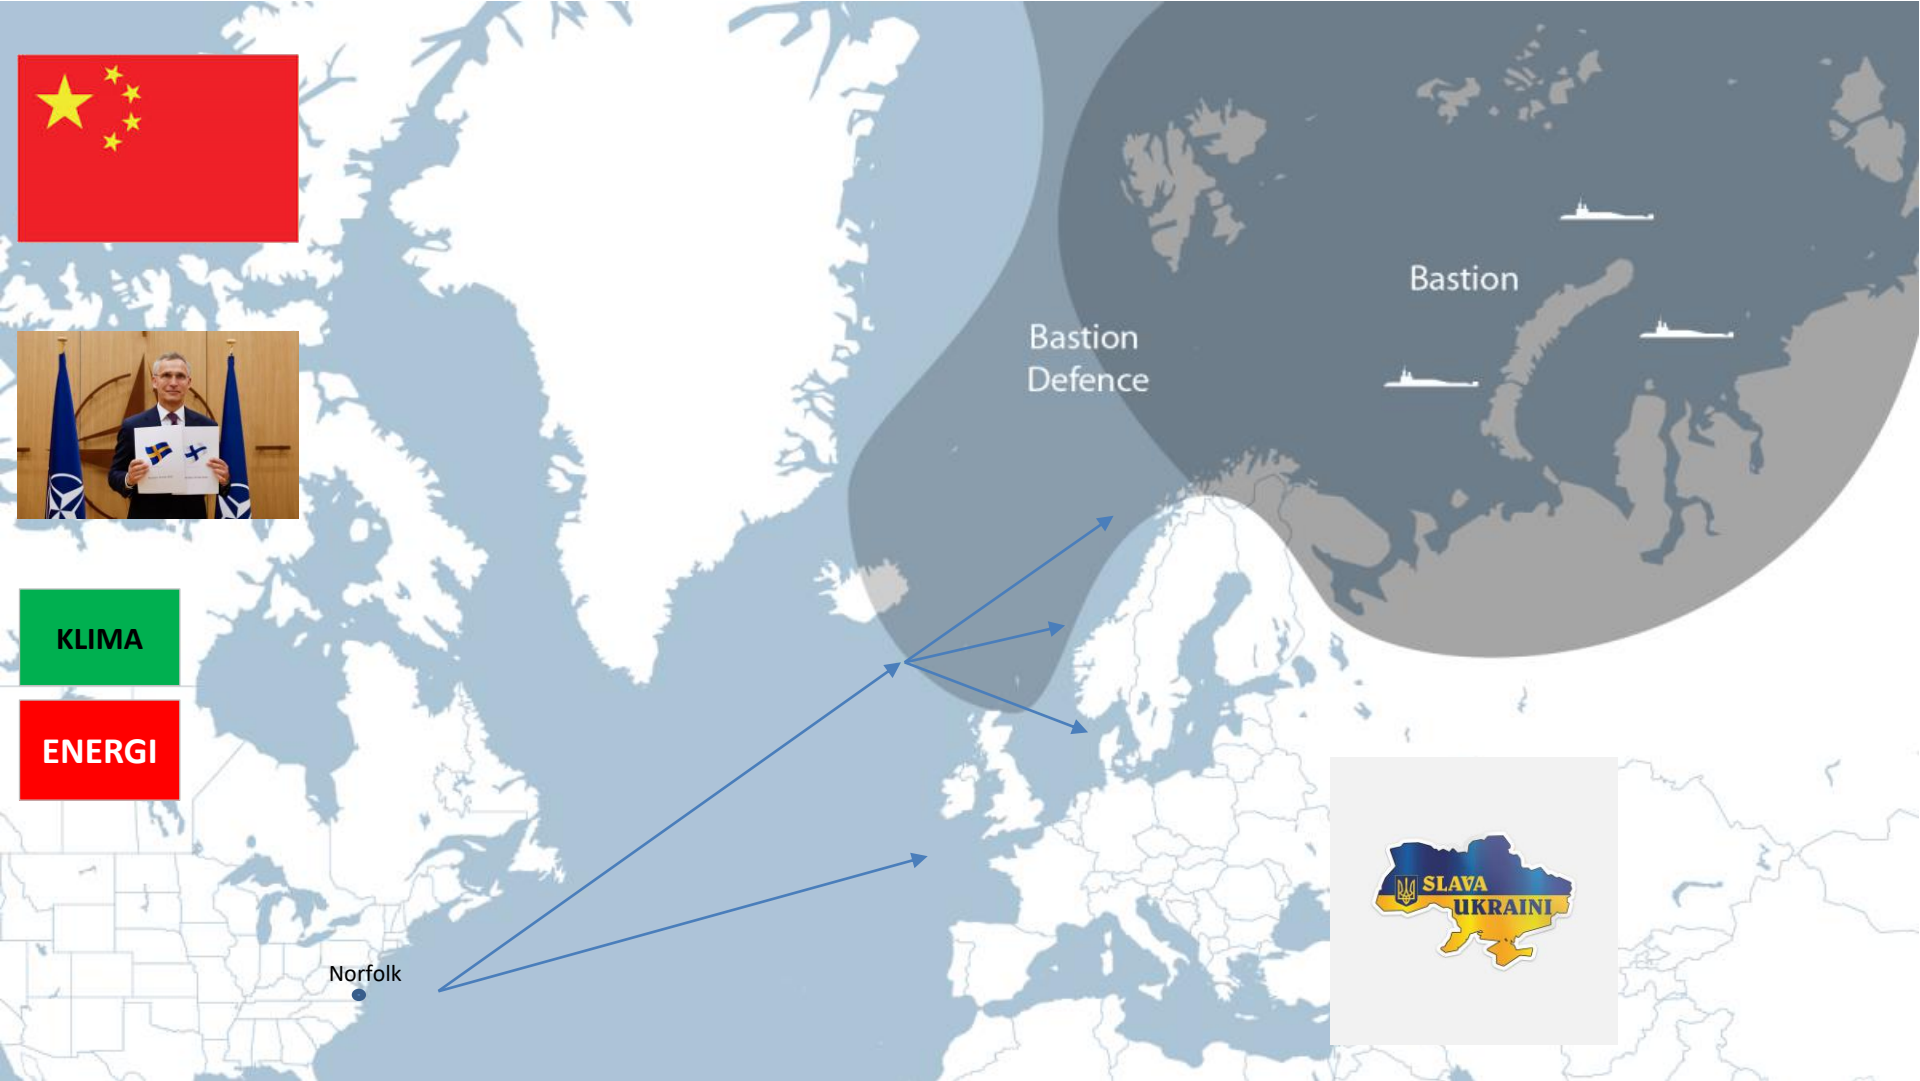 Bastion
Bastion
Defence
KLIMA
ENERGI
SLAVA
UKRAINI
Norfolk